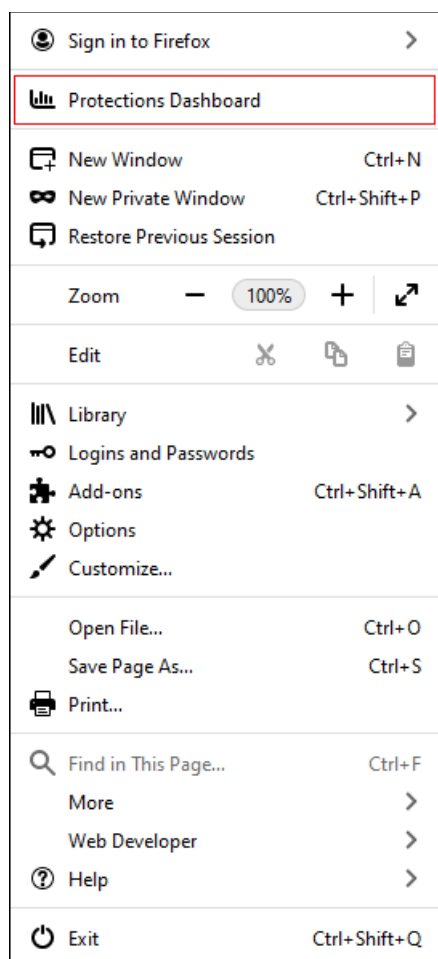 Sign in to Firefox
Protections Dashboard
New Window Ctrl+N
New Private Window Ctrl+Shift+P
Restore Previous Session
Zoom 100%
Edit
Library
Logins and Passwords
Add-ons Ctrl+Shift+A
Options
Customize...
Open File... Ctrl+O
Save Page As... Ctrl+S
Print...
Find in This Page... Ctrl+F
More
Web Developer
Help
Exit Ctrl+Shift+Q